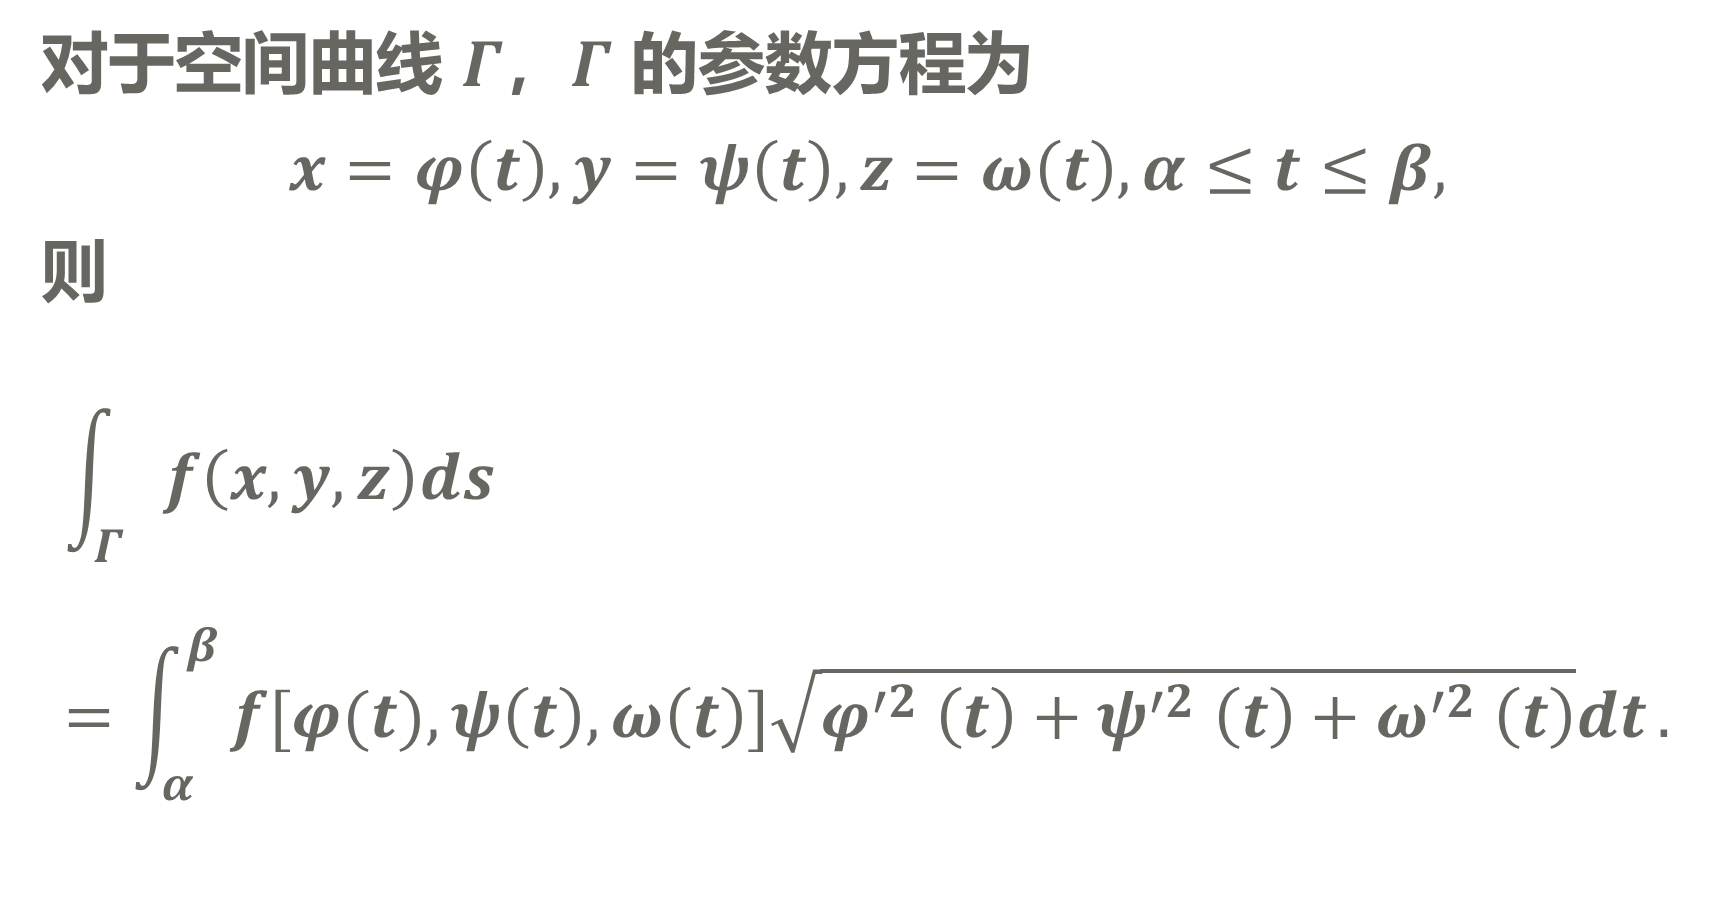 对于空间曲线 Γ，Γ 的参数方程为
x = φ(t), y = ψ(t), z = ω(t), α ≤ t ≤ β,
则
∫_Γ f(x, y, z)ds
= ∫_α^β f[φ(t), ψ(t), ω(t)]√(φ′² (t) + ψ′² (t) + ω′² (t))dt .